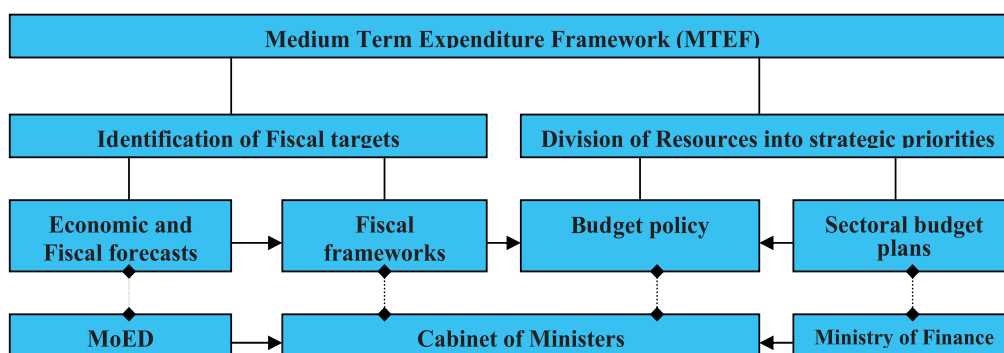 Medium Term Expenditure Framework (MTEF)
Identification of Fiscal targets
Division of Resources into strategic priorities
Economic and
Fiscal forecasts
Fiscal
frameworks
Budget policy
Sectoral budget
plans
MoED
Cabinet of Ministers
Ministry of Finance